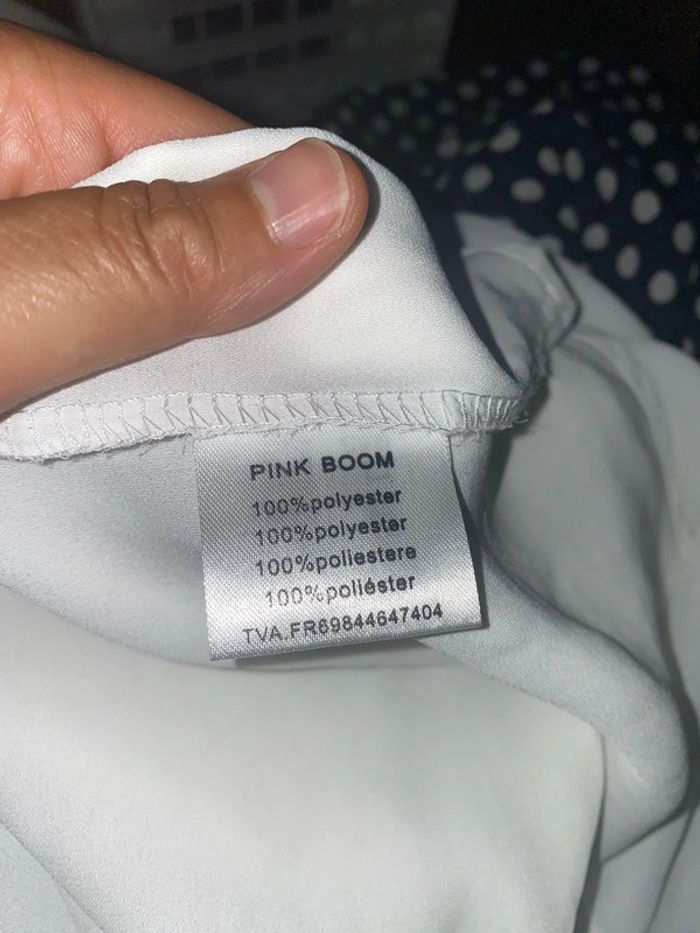 PINK BOOM
100%polyester
100%polyester
100%poliestere
100%poliéster
TVA.FR69844647404